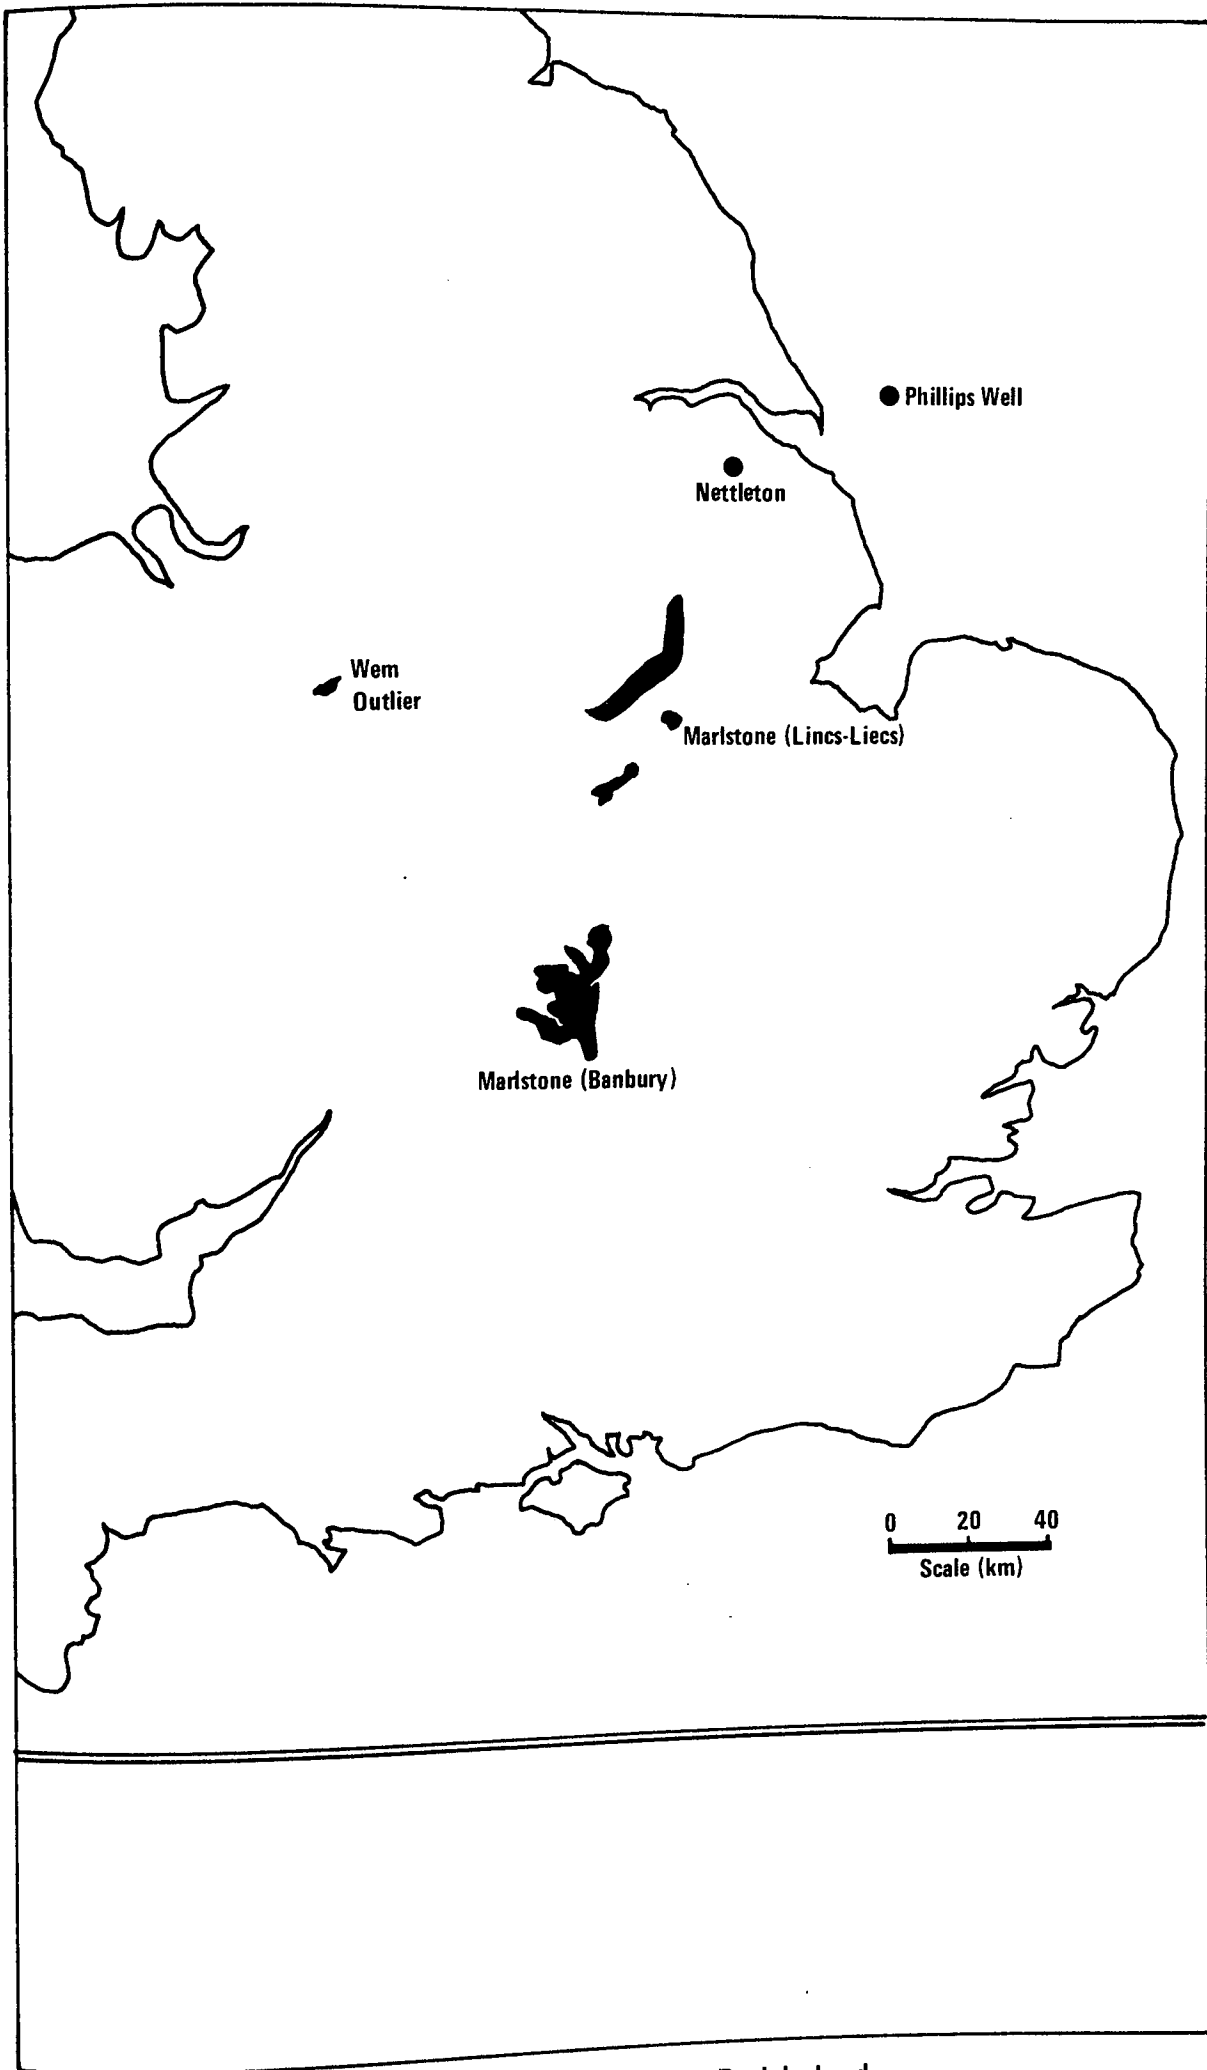 Phillips Well
Nettleton
Wem
Outlier
Marlstone (Lincs-Liecs)
Marlstone (Banbury)
0 20 40
Scale (km)